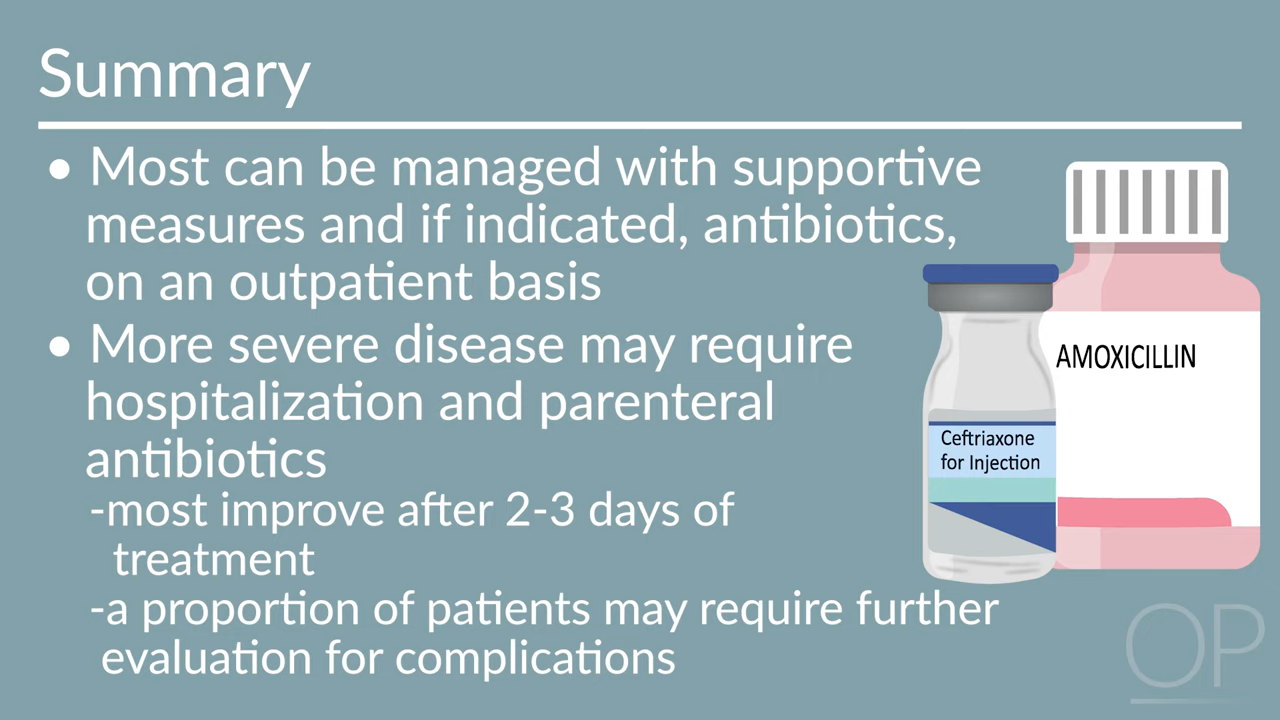 Summary
• Most can be managed with supportive
measures and if indicated, antibiotics,
on an outpatient basis
• More severe disease may require
hospitalization and parenteral
antibiotics
-most improve after 2-3 days of
treatment
-a proportion of patients may require further
evaluation for complications
AMOXICILLIN
Ceftriaxone
for Injection
OP